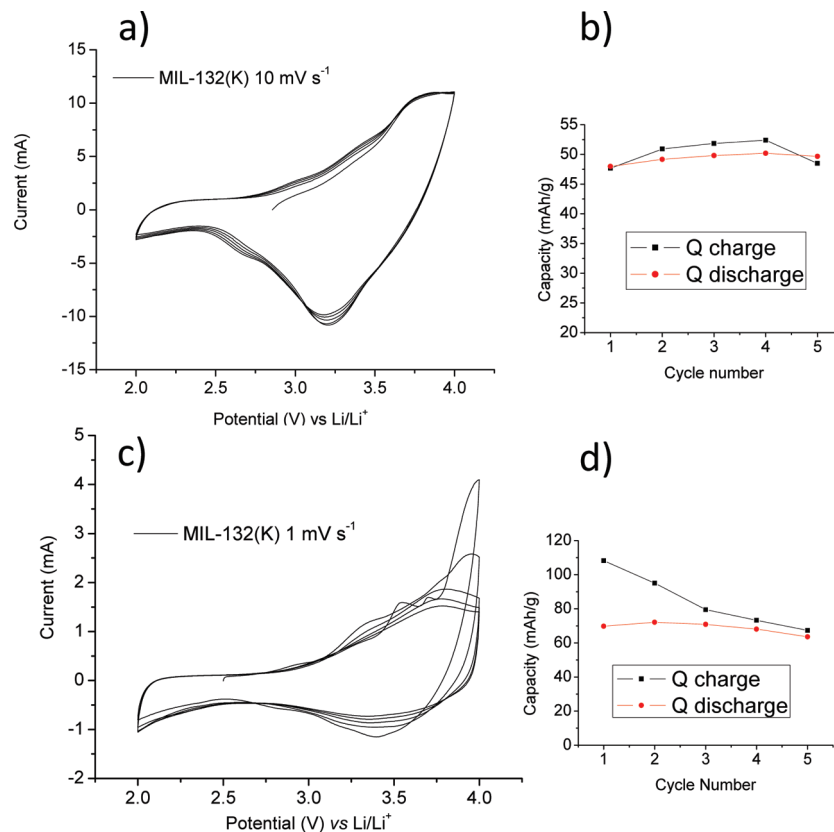 a)
MIL-132(K) 10 mV s⁻¹
Current (mA)
15
10
5
0
-5
-10
-15
2.0 2.5 3.0 3.5 4.0
Potential (V) vs Li/Li⁺
b)
Capacity (mAh/g)
70
65
60
55
50
45
40
35
30
25
20
Q charge
Q discharge
1 2 3 4 5
Cycle number
c)
MIL-132(K) 1 mV s⁻¹
Current (mA)
5
4
3
2
1
0
-1
-2
2.0 2.5 3.0 3.5 4.0
Potential (V) vs Li/Li⁺
d)
Capacity (mAh/g)
120
100
80
60
40
20
0
Q charge
Q discharge
1 2 3 4 5
Cycle Number